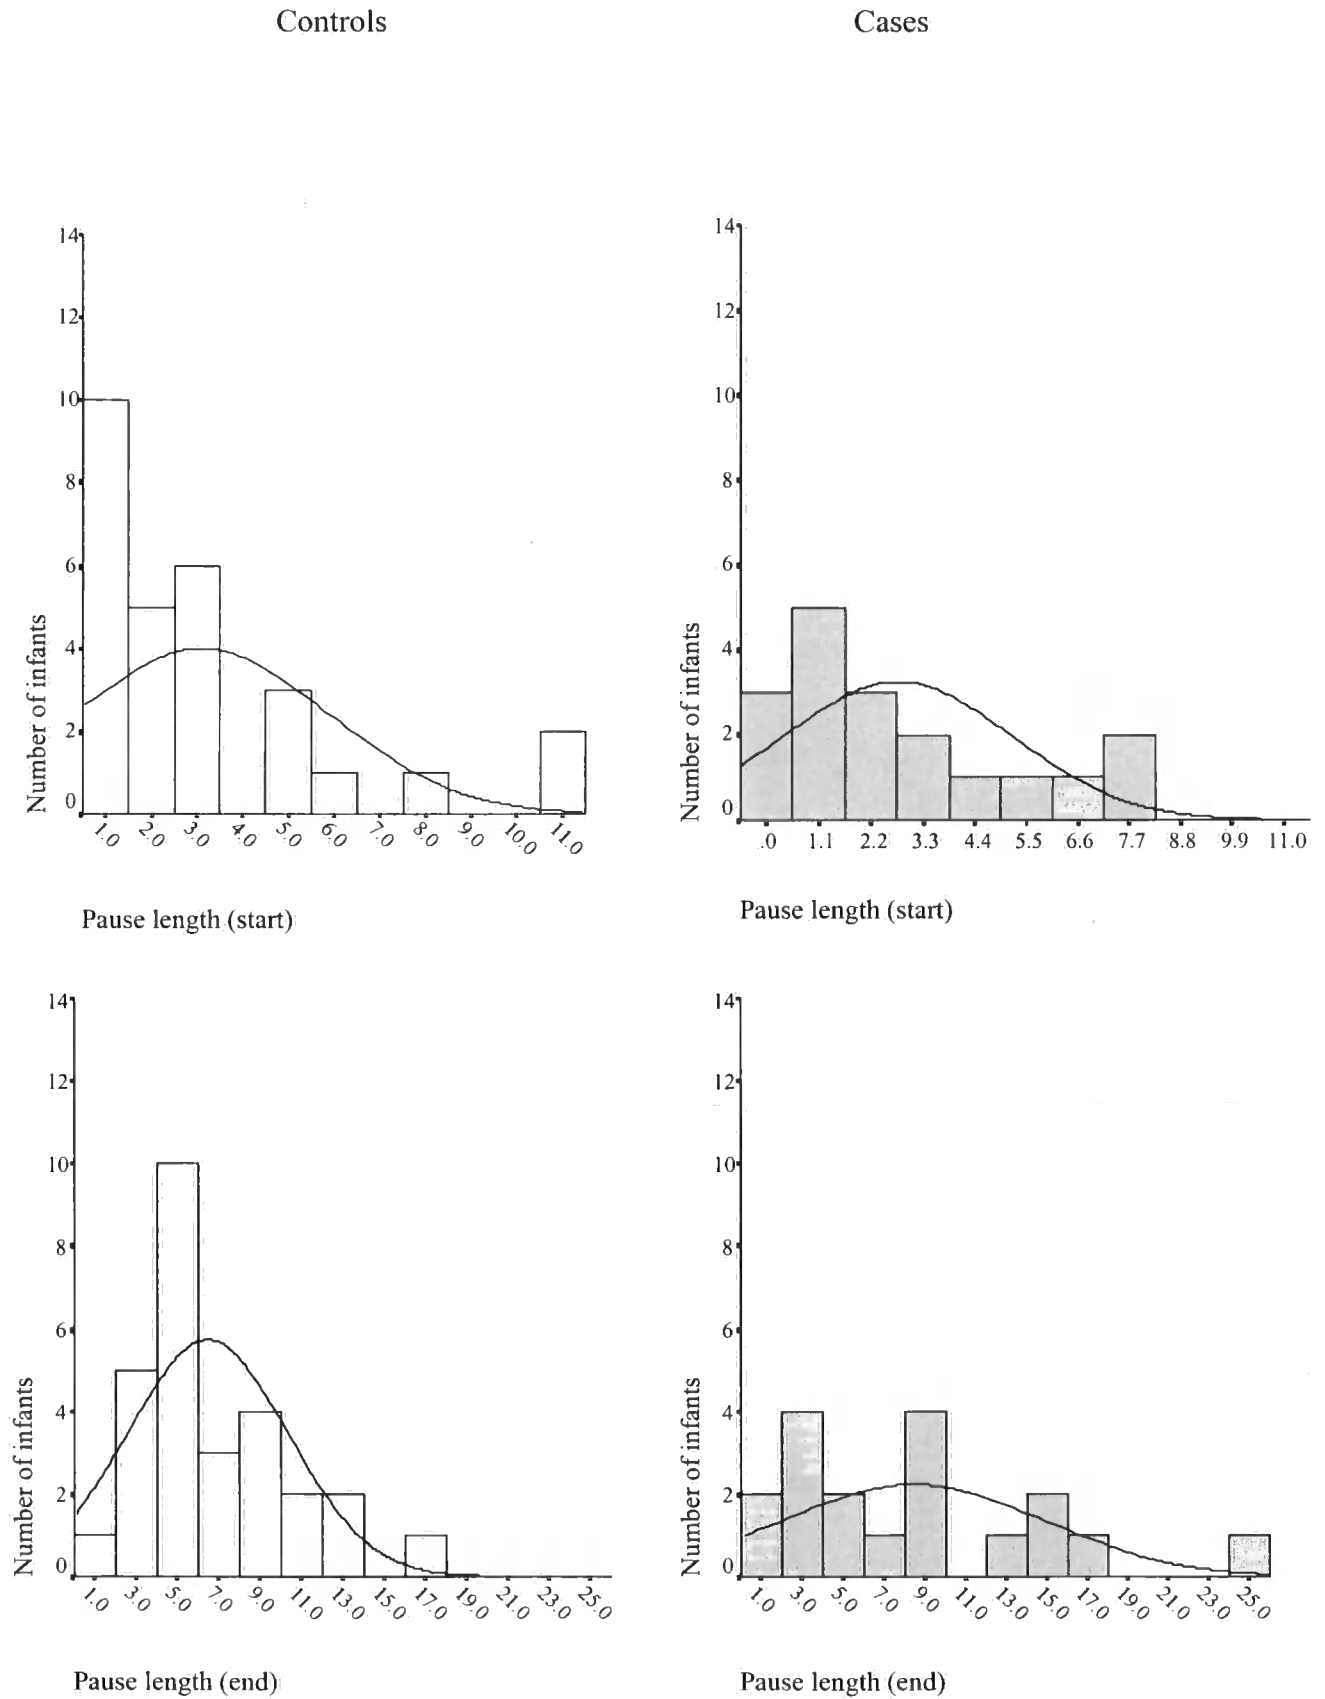 Controls
Cases
14
12
10
8
6
4
2
0
Number of infants
1.0 2.0 3.0 4.0 5.0 6.0 7.0 8.0 9.0 10.0 11.0
Pause length (start)
14
12
10
8
6
4
2
0
Number of infants
.0 1.1 2.2 3.3 4.4 5.5 6.6 7.7 8.8 9.9 11.0
Pause length (start)
14
12
10
8
6
4
2
0
Number of infants
1.0 3.0 5.0 7.0 9.0 11.0 13.0 15.0 17.0 19.0 21.0 23.0 25.0
Pause length (end)
14
12
10
8
6
4
2
0
Number of infants
1.0 3.0 5.0 7.0 9.0 11.0 13.0 15.0 17.0 19.0 21.0 23.0 25.0
Pause length (end)